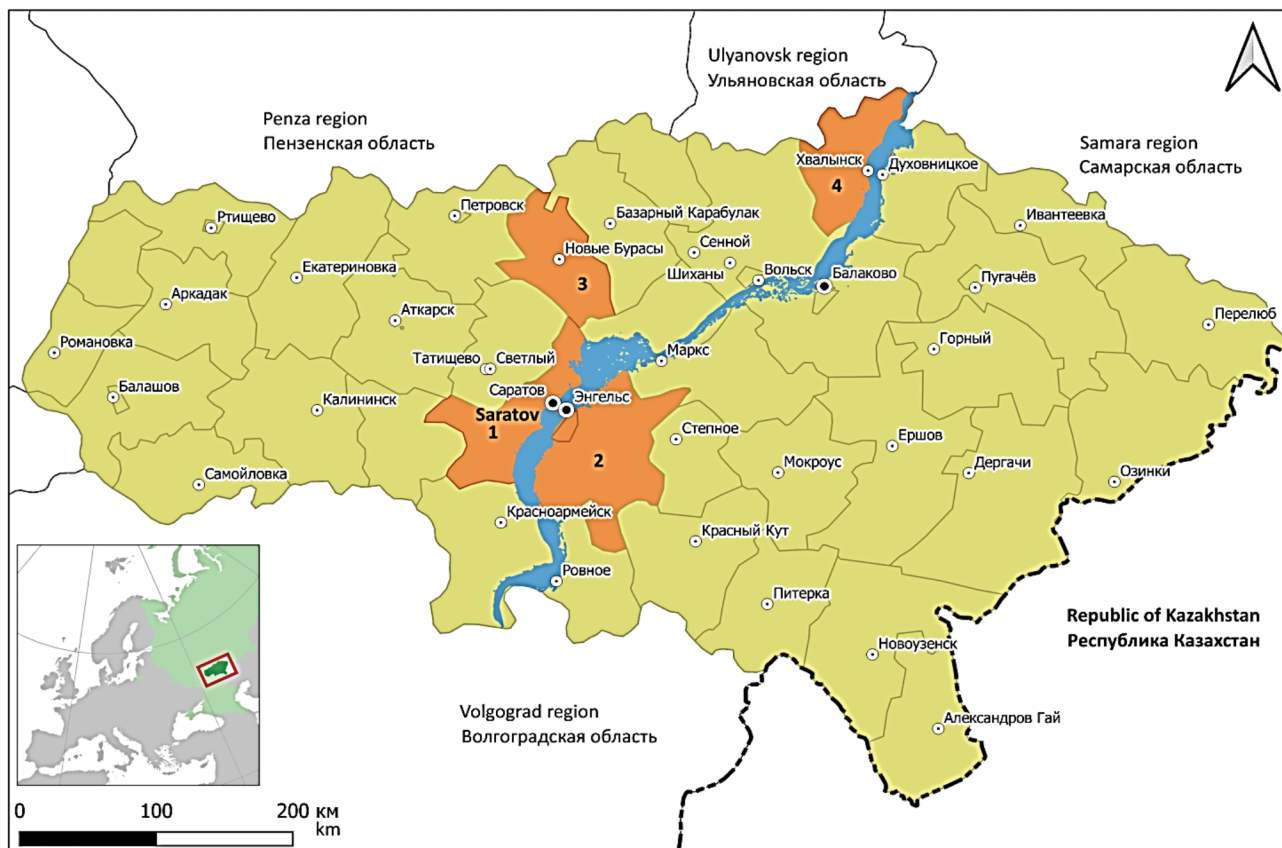 Ulyanovsk region
Ульяновская область
Penza region
Пензенская область
Samara region
Самарская область
Хвалынск
Духовницкое
4
Петровск
Базарный Карабулак
Ивантеевка
Ртищево
Новые Бурасы
Сенной
Екатериновка
3
Шиханы
Вольск
Балаково
Пугачёв
Аркадак
Аткарск
Перелюб
Романовка
Татищево
Светлый
Маркс
Горный
Балашов
Саратов
Энгельс
Калининск
Saratov
1
2
Степное
Ершов
Самойловка
Мокроус
Дергачи
Озинки
Красноармейск
Красный Кут
Ровное
Питерка
Republic of Kazakhstan
Республика Казахстан
Новоузенск
Volgograd region
Волгоградская область
Александров Гай
0 100 200 км
km